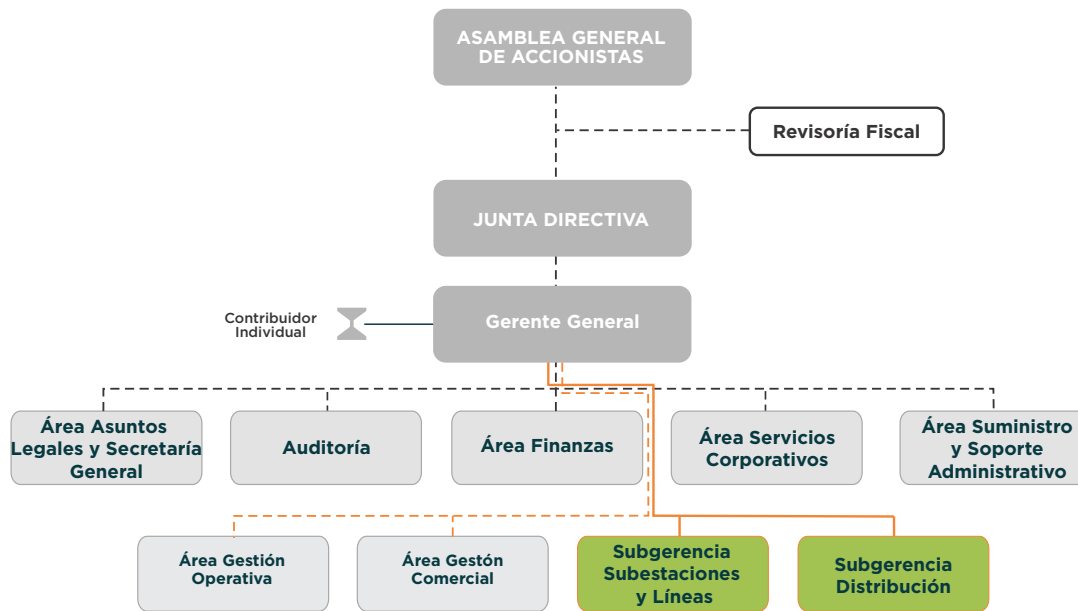 ASAMBLEA GENERAL
DE ACCIONISTAS
Revisoría Fiscal
JUNTA DIRECTIVA
Contribuidor
Individual
Gerente General
Área Asuntos
Legales y Secretaría
General
Auditoría
Área Finanzas
Área Servicios
Corporativos
Área Suministro
y Soporte
Administrativo
Área Gestión
Operativa
Área Gestón
Comercial
Subgerencia
Subestaciones
y Líneas
Subgerencia
Distribución